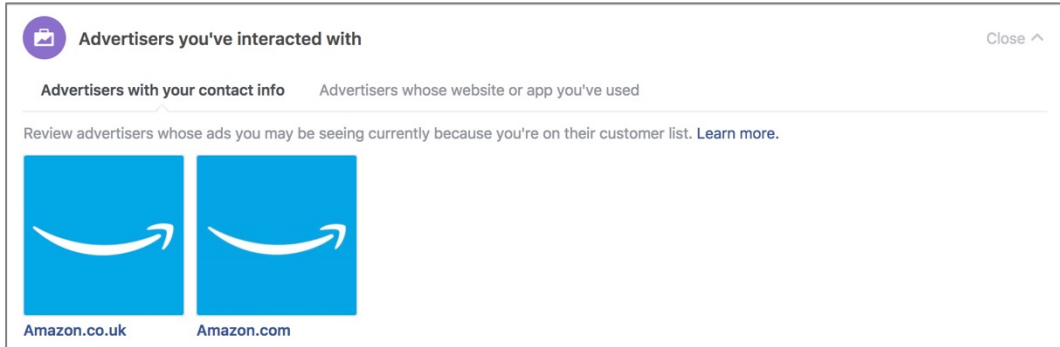 Advertisers you've interacted with
Close
Advertisers with your contact info
Advertisers whose website or app you've used
Review advertisers whose ads you may be seeing currently because you're on their customer list. Learn more.
Amazon.co.uk
Amazon.com